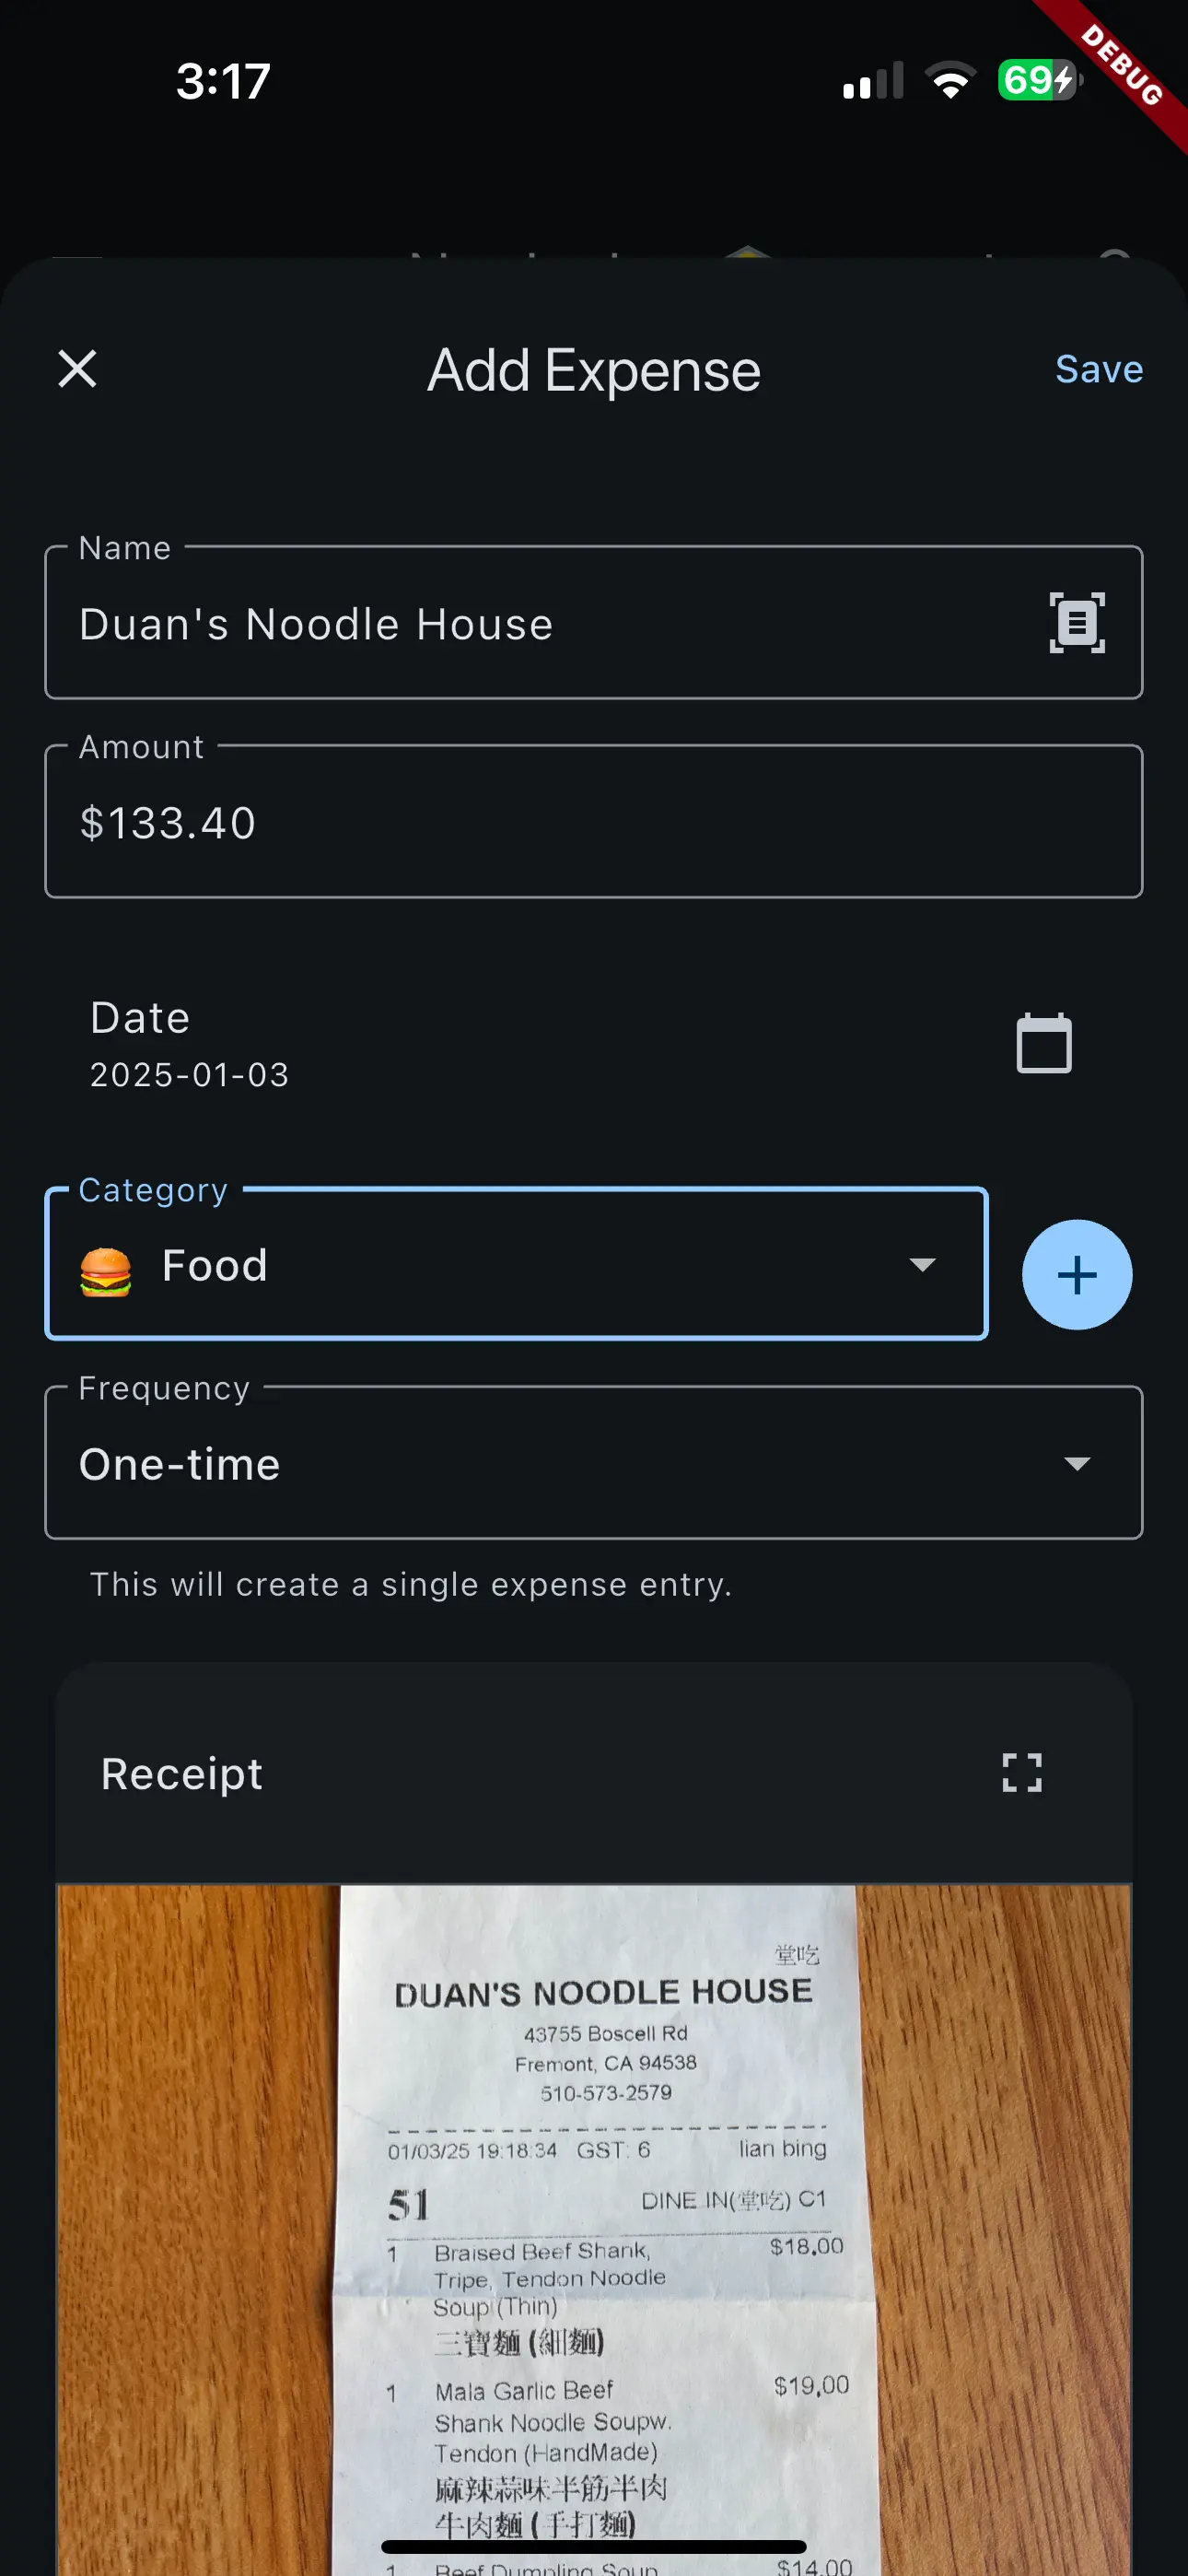 3:17
69
DEBUG
Add Expense
Save
Name
Duan's Noodle House
Amount
$133.40
Date
2025-01-03
Category
Food
Frequency
One-time
This will create a single expense entry.
Receipt
堂吃
DUAN'S NOODLE HOUSE
43755 Boscell Rd
Fremont, CA 94538
510-573-2579
01/03/25 19:18:34 GST: 6 lian bing
51 DINE IN(堂吃) C1
1 Braised Beef Shank, $18.00
Tripe, Tendon Noodle
Soup (Thin)
三寶麵 (細麵)
1 Mala Garlic Beef $19.00
Shank Noodle Soupw.
Tendon (HandMade)
麻辣蒜味半筋半肉
牛肉麵 (手打麵)
1 Beef Dumpling Soup $14.00